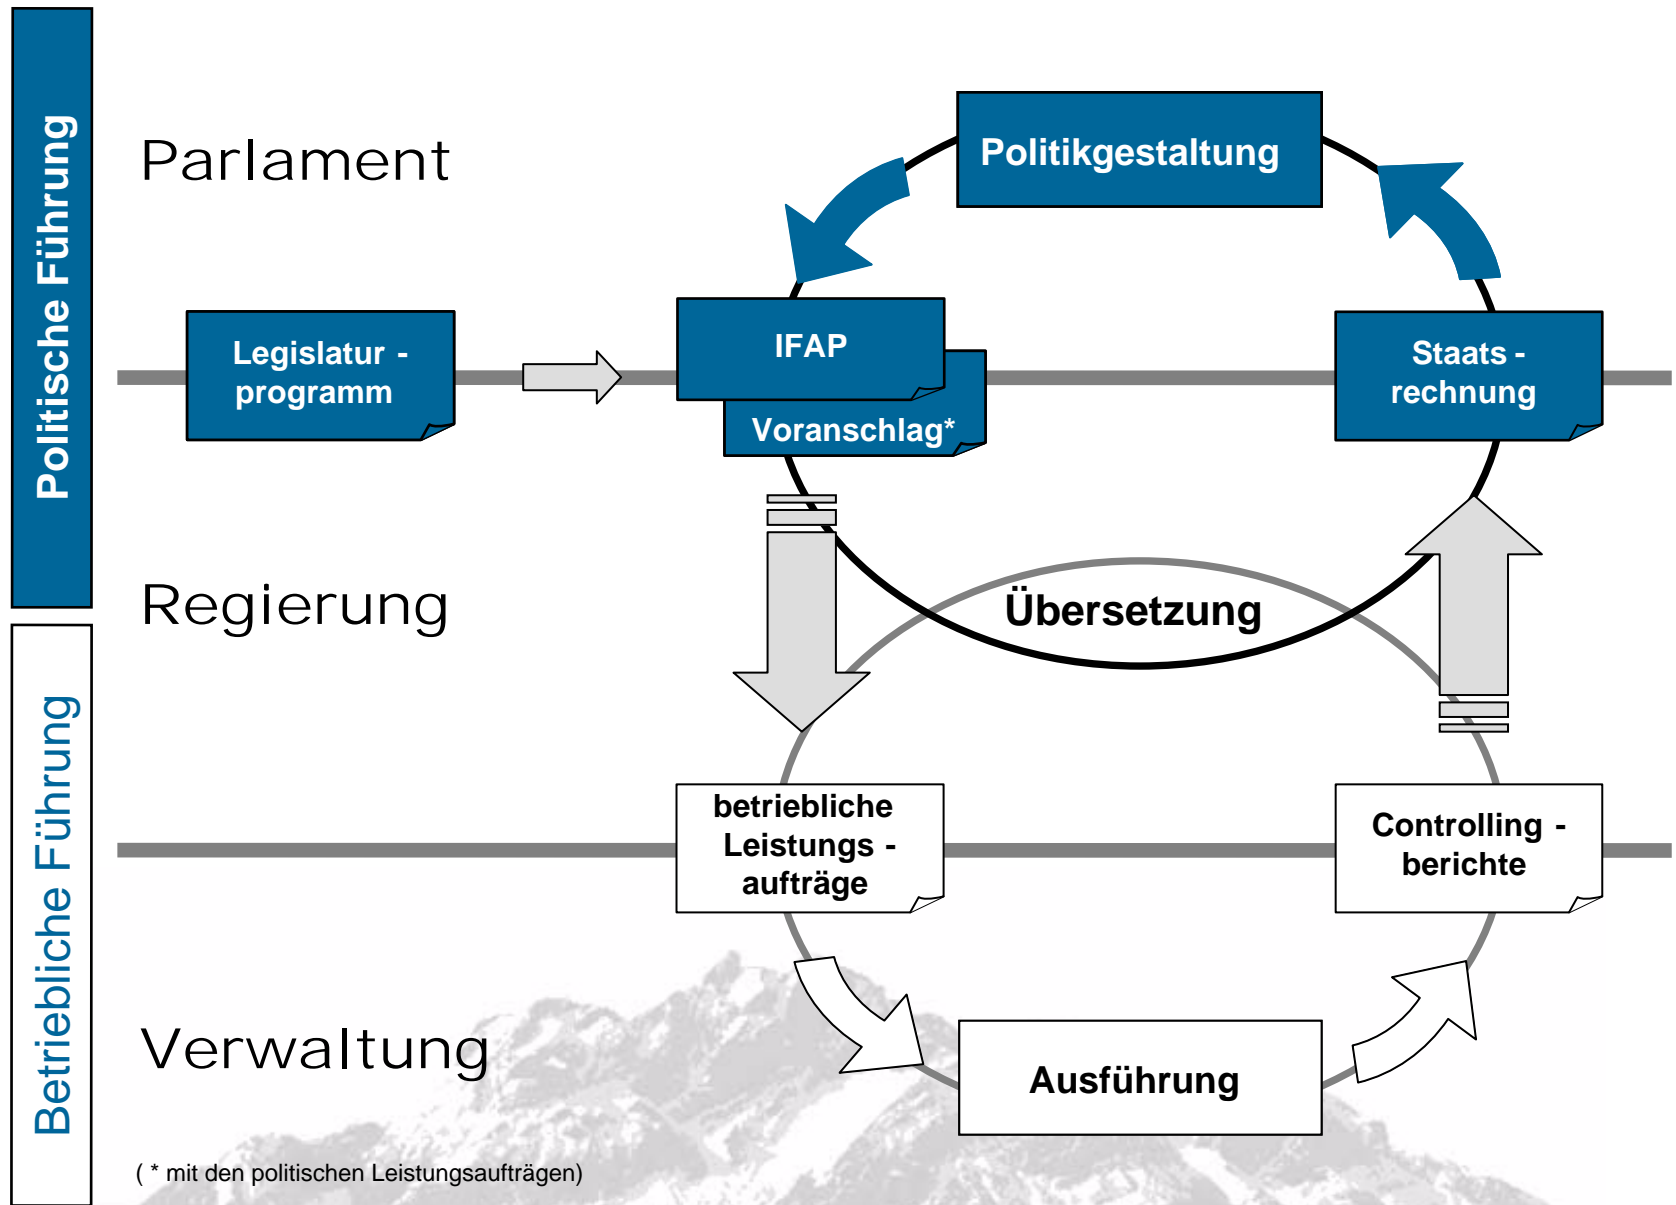 Politische Führung
Betriebliche Führung
Parlament
Politikgestaltung
Legislatur -
programm
IFAP
Voranschlag*
Staats -
rechnung
Regierung
Übersetzung
betriebliche
Leistungs -
aufträge
Controlling -
berichte
Verwaltung
Ausführung
( * mit den politischen Leistungsaufträgen)